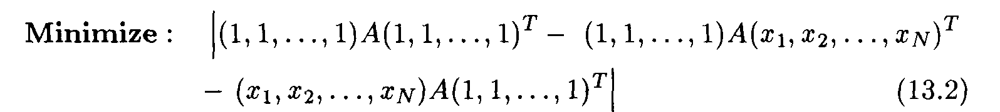 Minimize : |(1, 1, . . . , 1)A(1, 1, . . . , 1)^T − (1, 1, . . . , 1)A(x_1, x_2, . . . , x_N)^T
− (x_1, x_2, . . . , x_N)A(1, 1, . . . , 1)^T| (13.2)